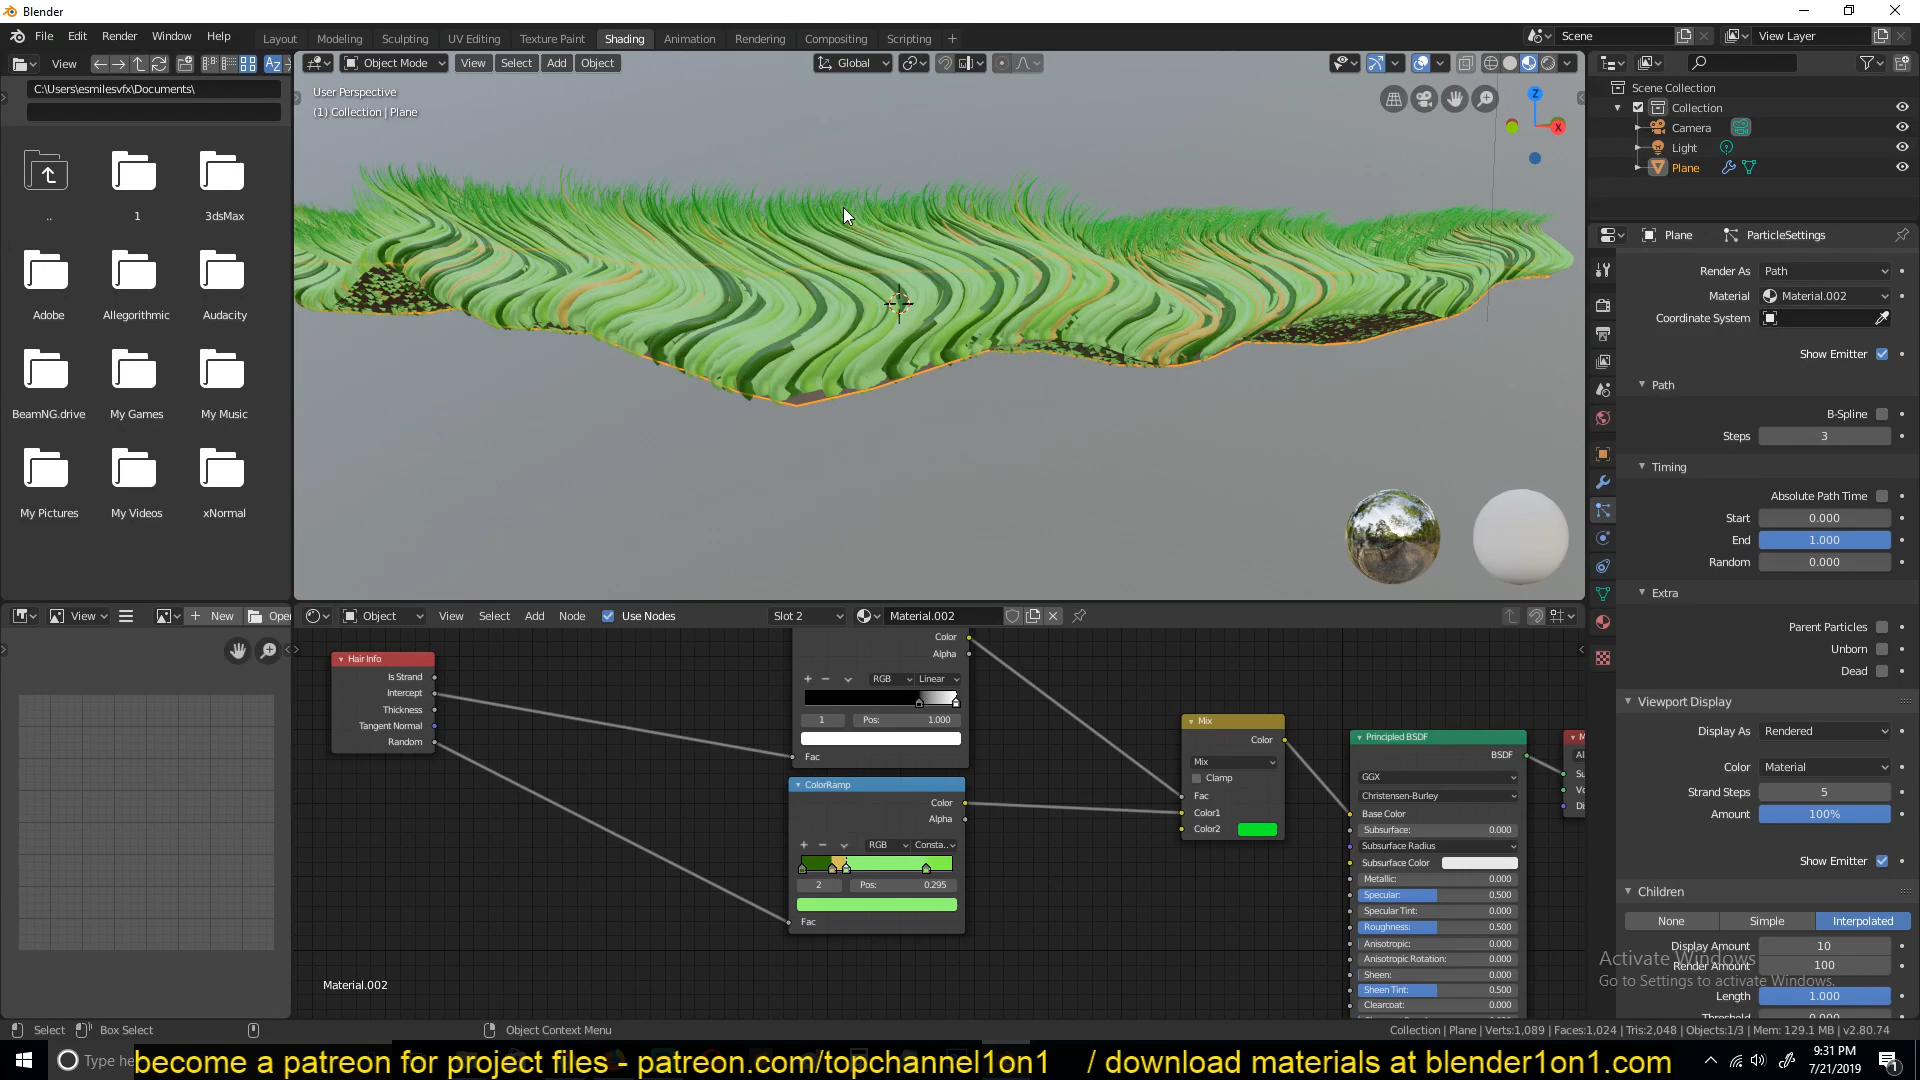 Blender
File Edit Render Window Help
Layout Modeling Sculpting UV Editing Texture Paint Shading Animation Rendering Compositing Scripting
Scene View Layer
View
C:\Users\esmilesvfx\Documents\
.. 1 3dsMax
Adobe Allegorithmic Audacity
BeamNG.drive My Games My Music
My Pictures My Videos xNormal
Object Mode View Select Add Object Global
User Perspective
(1) Collection | Plane
Z
X
Scene Collection
Collection
Camera
Light
Plane
Plane ParticleSettings
Render As Path
Material Material.002
Coordinate System
Show Emitter
Path
B-Spline
Steps 3
Timing
Absolute Path Time
Start 0.000
End 1.000
Random 0.000
Extra
Parent Particles
Unborn
Dead
Viewport Display
Display As Rendered
Color Material
Strand Steps 5
Amount 100%
Show Emitter
Children
None Simple Interpolated
Display Amount 10
Render Amount 100
Length 1.000
Activate Windows
Go to Settings to activate Windows.
View New Open
Object View Select Add Node Use Nodes Slot 2 Material.002
Hair Info
Is Strand
Intercept
Thickness
Tangent Normal
Random
Color
Alpha
RGB Linear
1 Pos: 1.000
Fac
ColorRamp
Color
Alpha
RGB Consta..
2 Pos: 0.295
Fac
Mix
Color
Mix
Clamp
Fac
Color1
Color2
Principled BSDF
BSDF
GGX
Christensen-Burley
Base Color
Subsurface: 0.000
Subsurface Radius
Subsurface Color
Metallic: 0.000
Specular: 0.500
Specular Tint: 0.000
Roughness: 0.500
Anisotropic: 0.000
Anisotropic Rotation: 0.000
Sheen: 0.000
Sheen Tint: 0.500
Clearcoat: 0.000
Material.002
Select Box Select Object Context Menu
Collection | Plane | Verts:1,089 | Faces:1,024 | Tris:2,048 | Objects:1/3 | Mem: 129.1 MB | v2.80.74
Type he
become a patreon for project files - patreon.com/topchannel1on1 / download materials at blender1on1.com
9:31 PM
7/21/2019